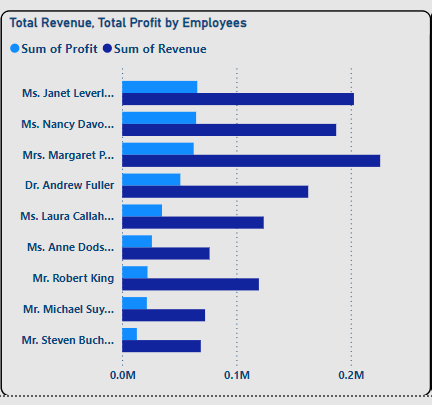 Total Revenue, Total Profit by Employees
Sum of Profit Sum of Revenue
Ms. Janet Leverl...
Ms. Nancy Davo...
Mrs. Margaret P...
Dr. Andrew Fuller
Ms. Laura Callah...
Ms. Anne Dods...
Mr. Robert King
Mr. Michael Suy...
Mr. Steven Buch...
0.0M 0.1M 0.2M